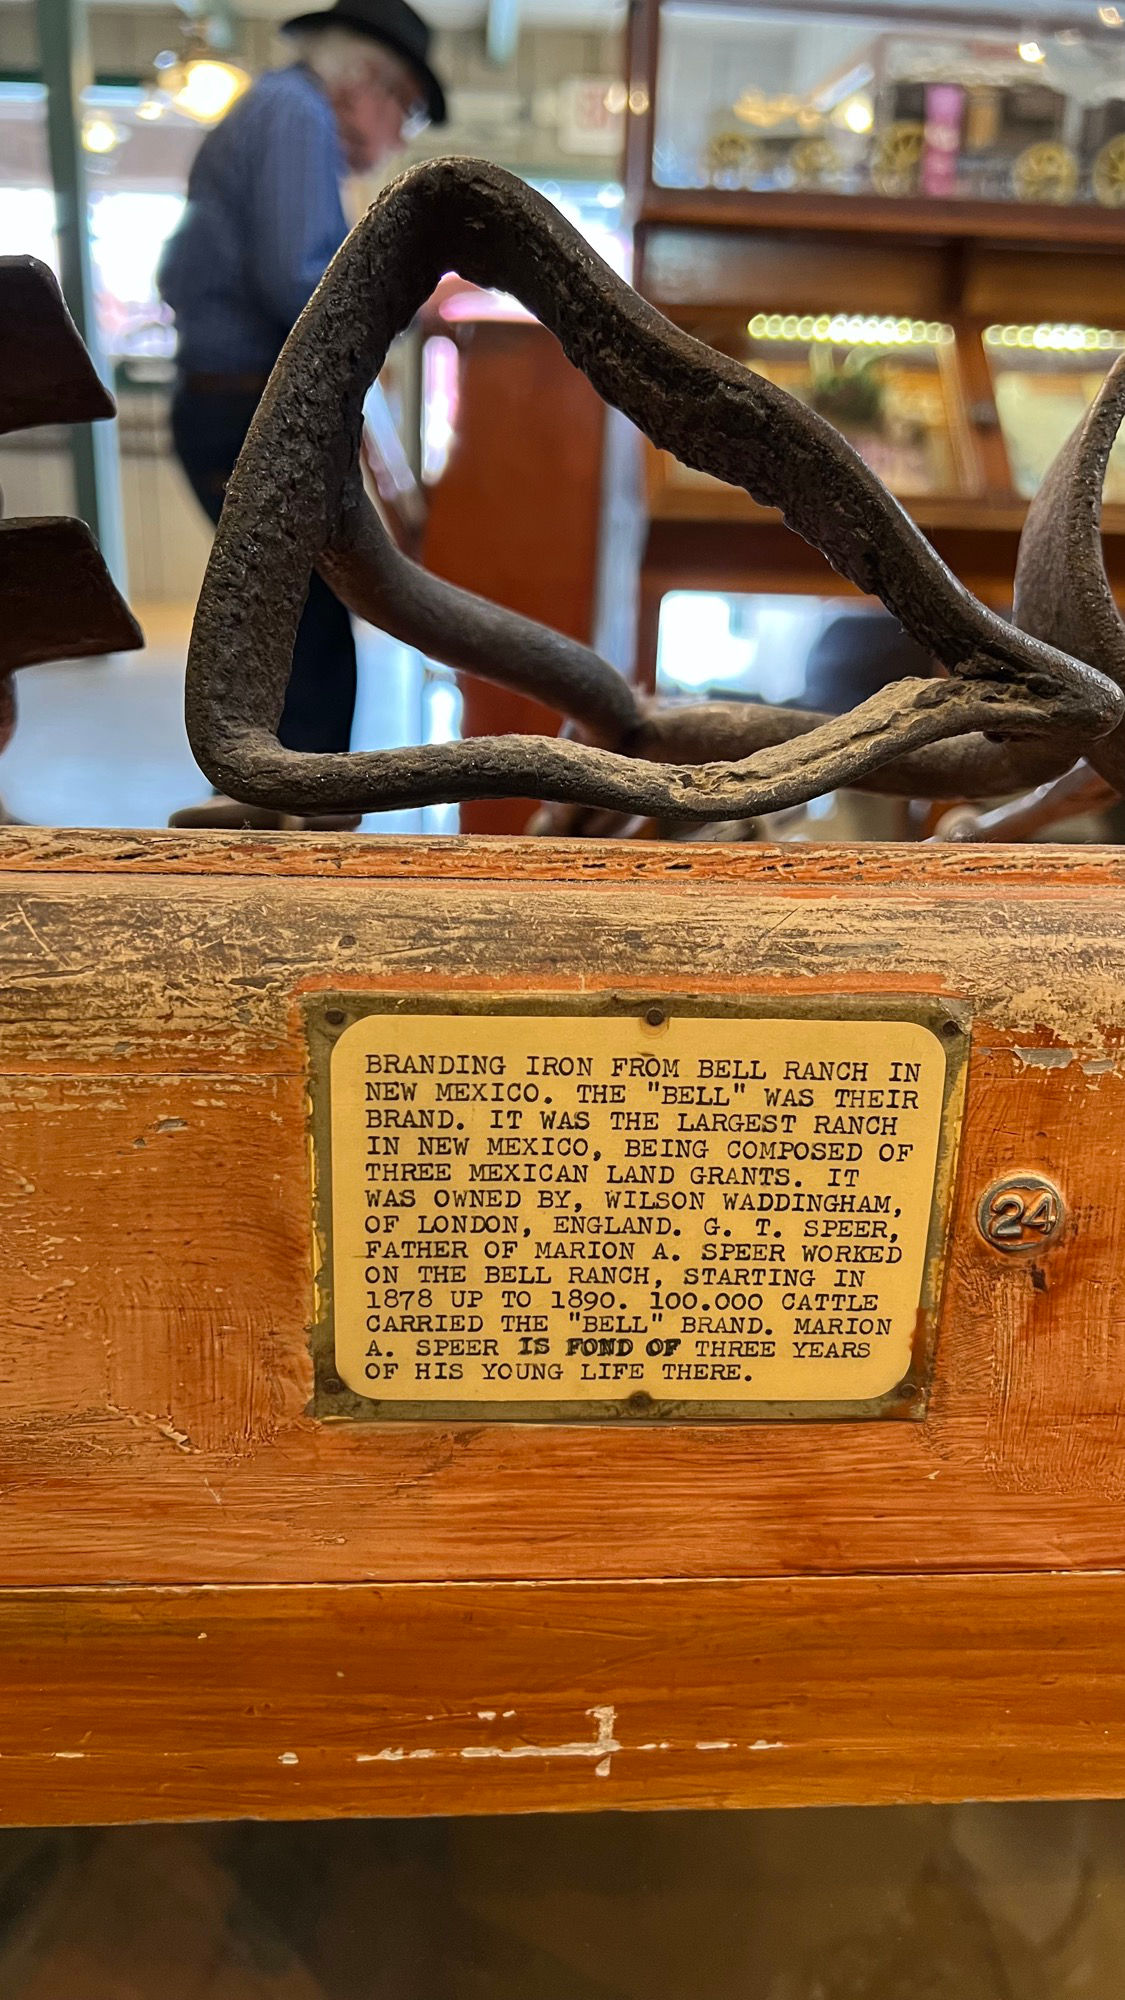 BRANDING IRON FROM BELL RANCH IN
NEW MEXICO. THE "BELL" WAS THEIR
BRAND. IT WAS THE LARGEST RANCH
IN NEW MEXICO, BEING COMPOSED OF
THREE MEXICAN LAND GRANTS. IT
WAS OWNED BY, WILSON WADDINGHAM,
OF LONDON, ENGLAND. G. T. SPEER,
FATHER OF MARION A. SPEER WORKED
ON THE BELL RANCH, STARTING IN
1878 UP TO 1890. 100.000 CATTLE
CARRIED THE "BELL" BRAND. MARION
A. SPEER IS FOND OF THREE YEARS
OF HIS YOUNG LIFE THERE.
24